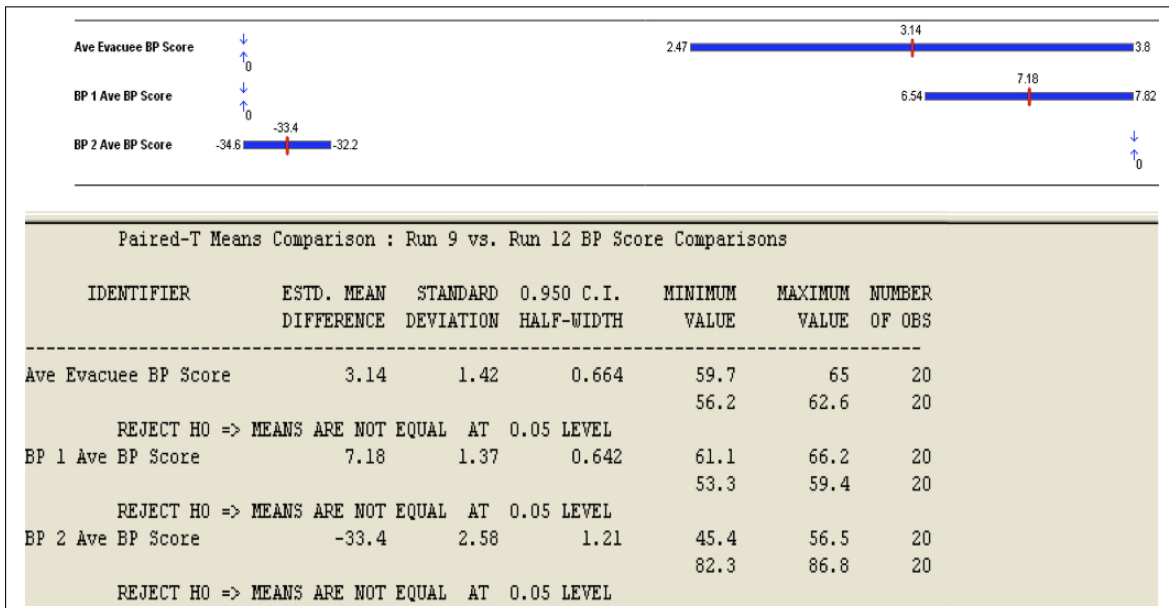 3.14
Ave Evacuee BP Score 0 2.47 3.8
7.18
BP 1 Ave BP Score 0 6.54 7.82
-33.4
BP 2 Ave BP Score -34.6 -32.2 0
Paired-T Means Comparison : Run 9 vs. Run 12 BP Score Comparisons
IDENTIFIER ESTD. MEAN STANDARD 0.950 C.I. MINIMUM MAXIMUM NUMBER
DIFFERENCE DEVIATION HALF-WIDTH VALUE VALUE OF OBS
Ave Evacuee BP Score 3.14 1.42 0.664 59.7 65 20
56.2 62.6 20
REJECT H0 => MEANS ARE NOT EQUAL AT 0.05 LEVEL
BP 1 Ave BP Score 7.18 1.37 0.642 61.1 66.2 20
53.3 59.4 20
REJECT H0 => MEANS ARE NOT EQUAL AT 0.05 LEVEL
BP 2 Ave BP Score -33.4 2.58 1.21 45.4 56.5 20
82.3 86.8 20
REJECT H0 => MEANS ARE NOT EQUAL AT 0.05 LEVEL